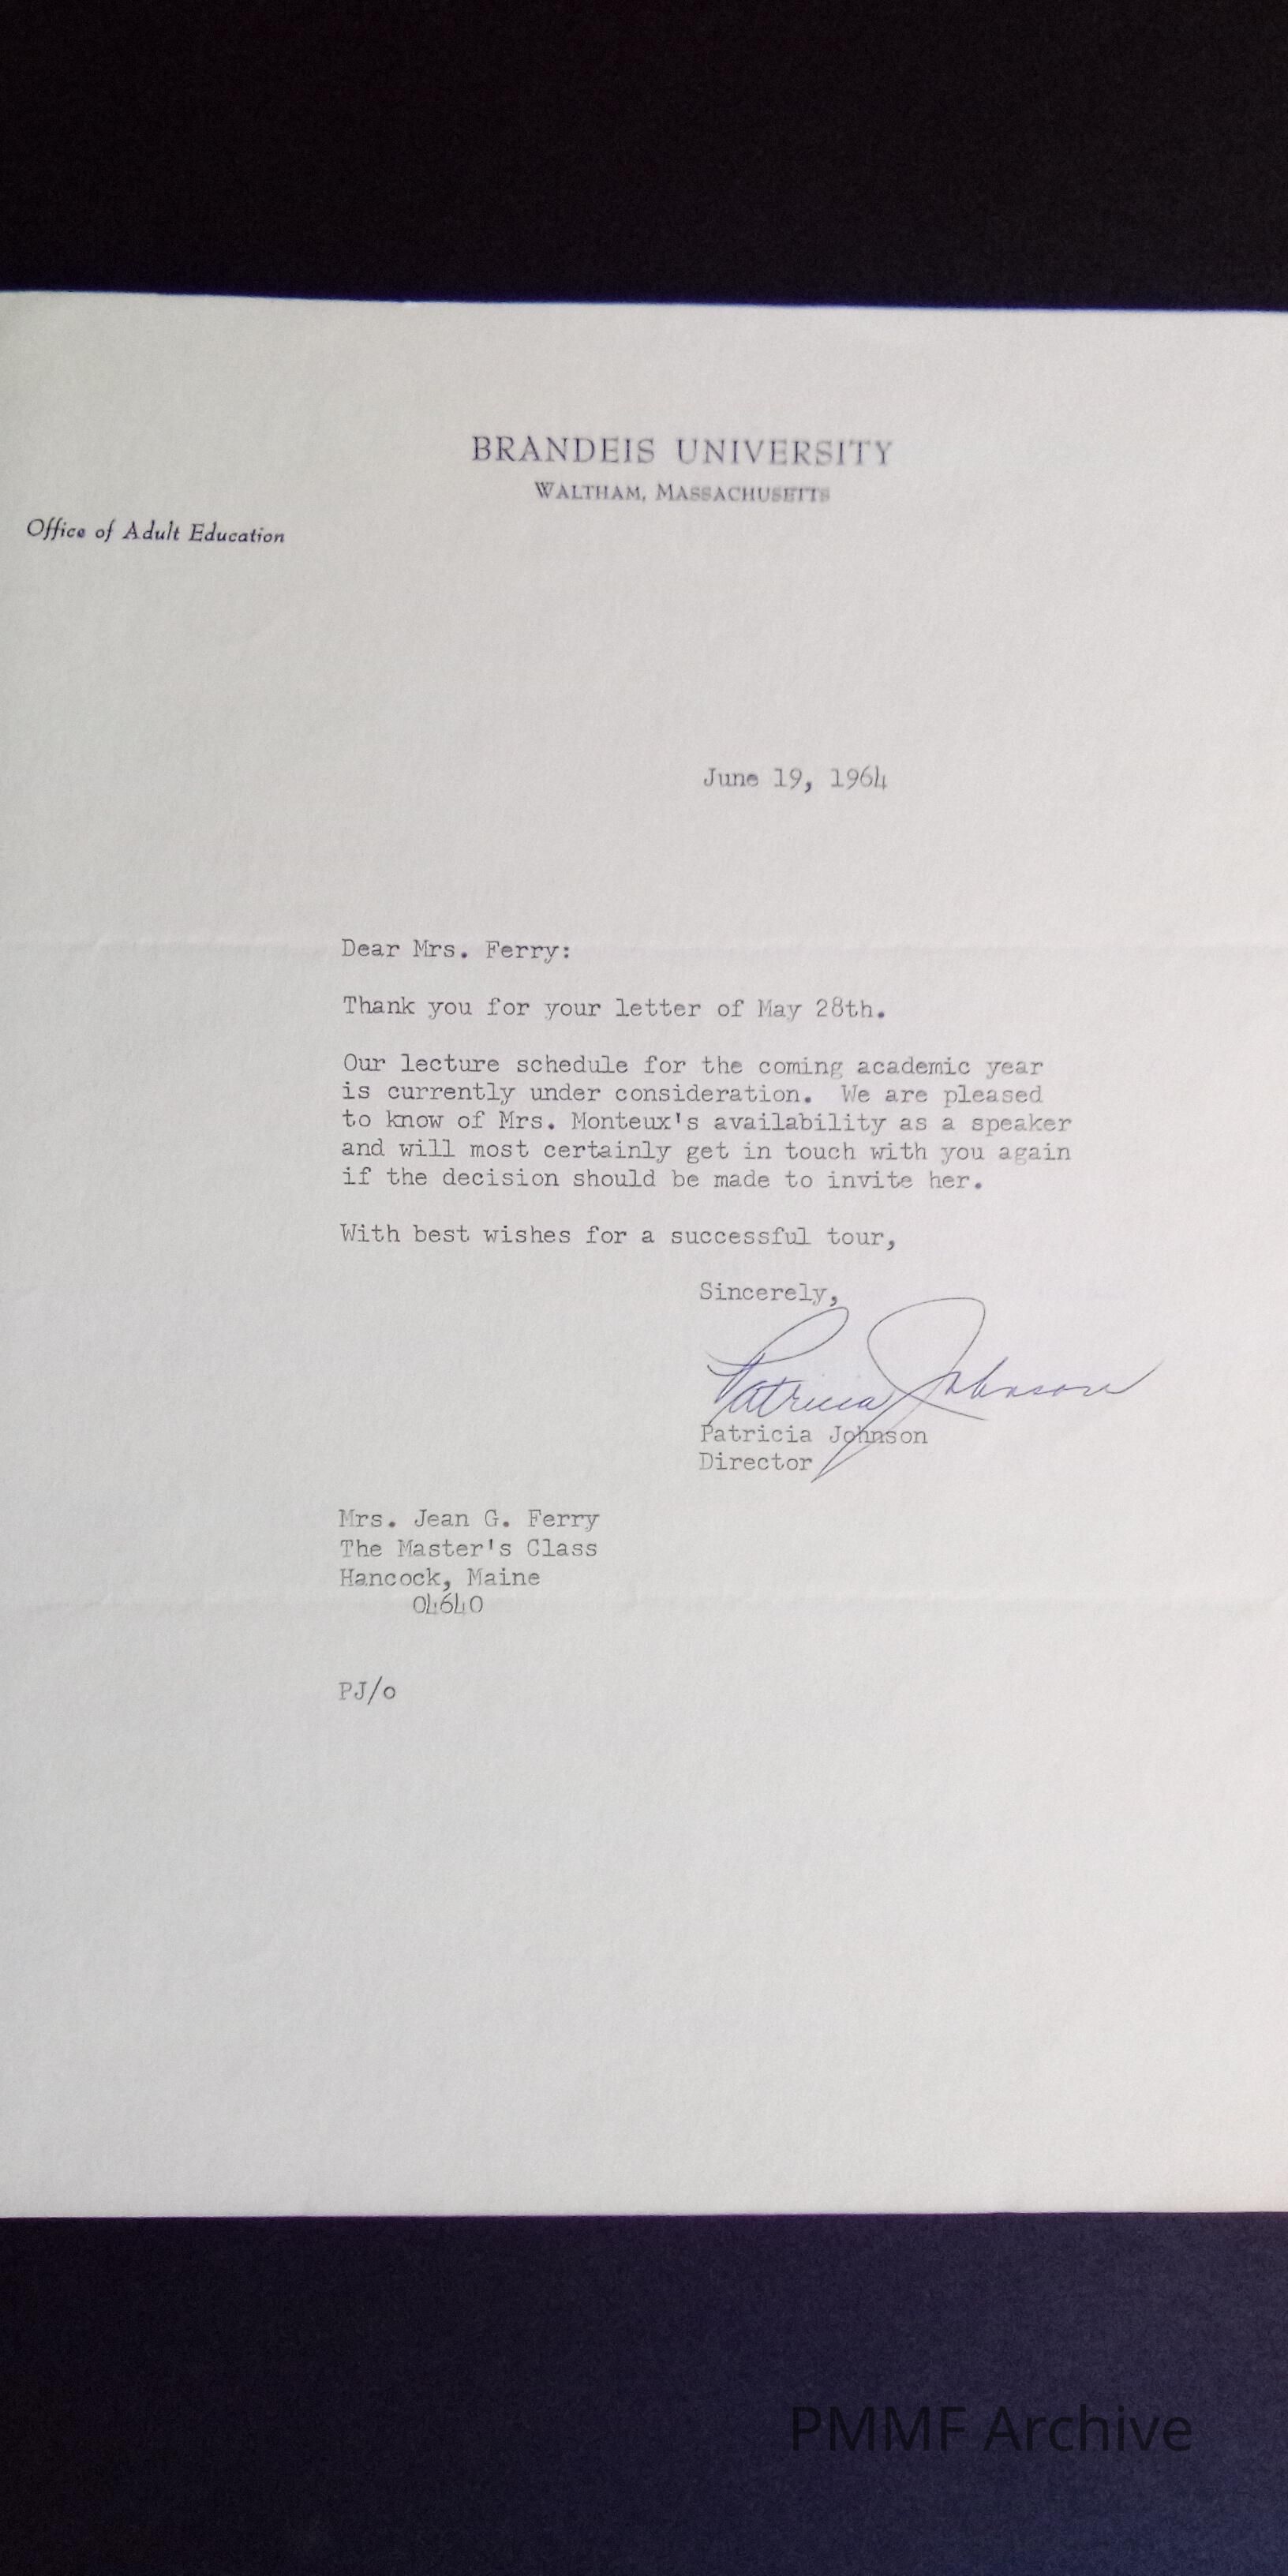 BRANDEIS UNIVERSITY
WALTHAM, MASSACHUSETTS
Office of Adult Education
June 19, 1964
Dear Mrs. Ferry:
Thank you for your letter of May 28th.
Our lecture schedule for the coming academic year
is currently under consideration. We are pleased
to know of Mrs. Monteux's availability as a speaker
and will most certainly get in touch with you again
if the decision should be made to invite her.
With best wishes for a successful tour,
Sincerely,
Patricia Johnson
Patricia Johnson
Director
Mrs. Jean G. Ferry
The Master's Class
Hancock, Maine
04640
PJ/o
PMMF Archive